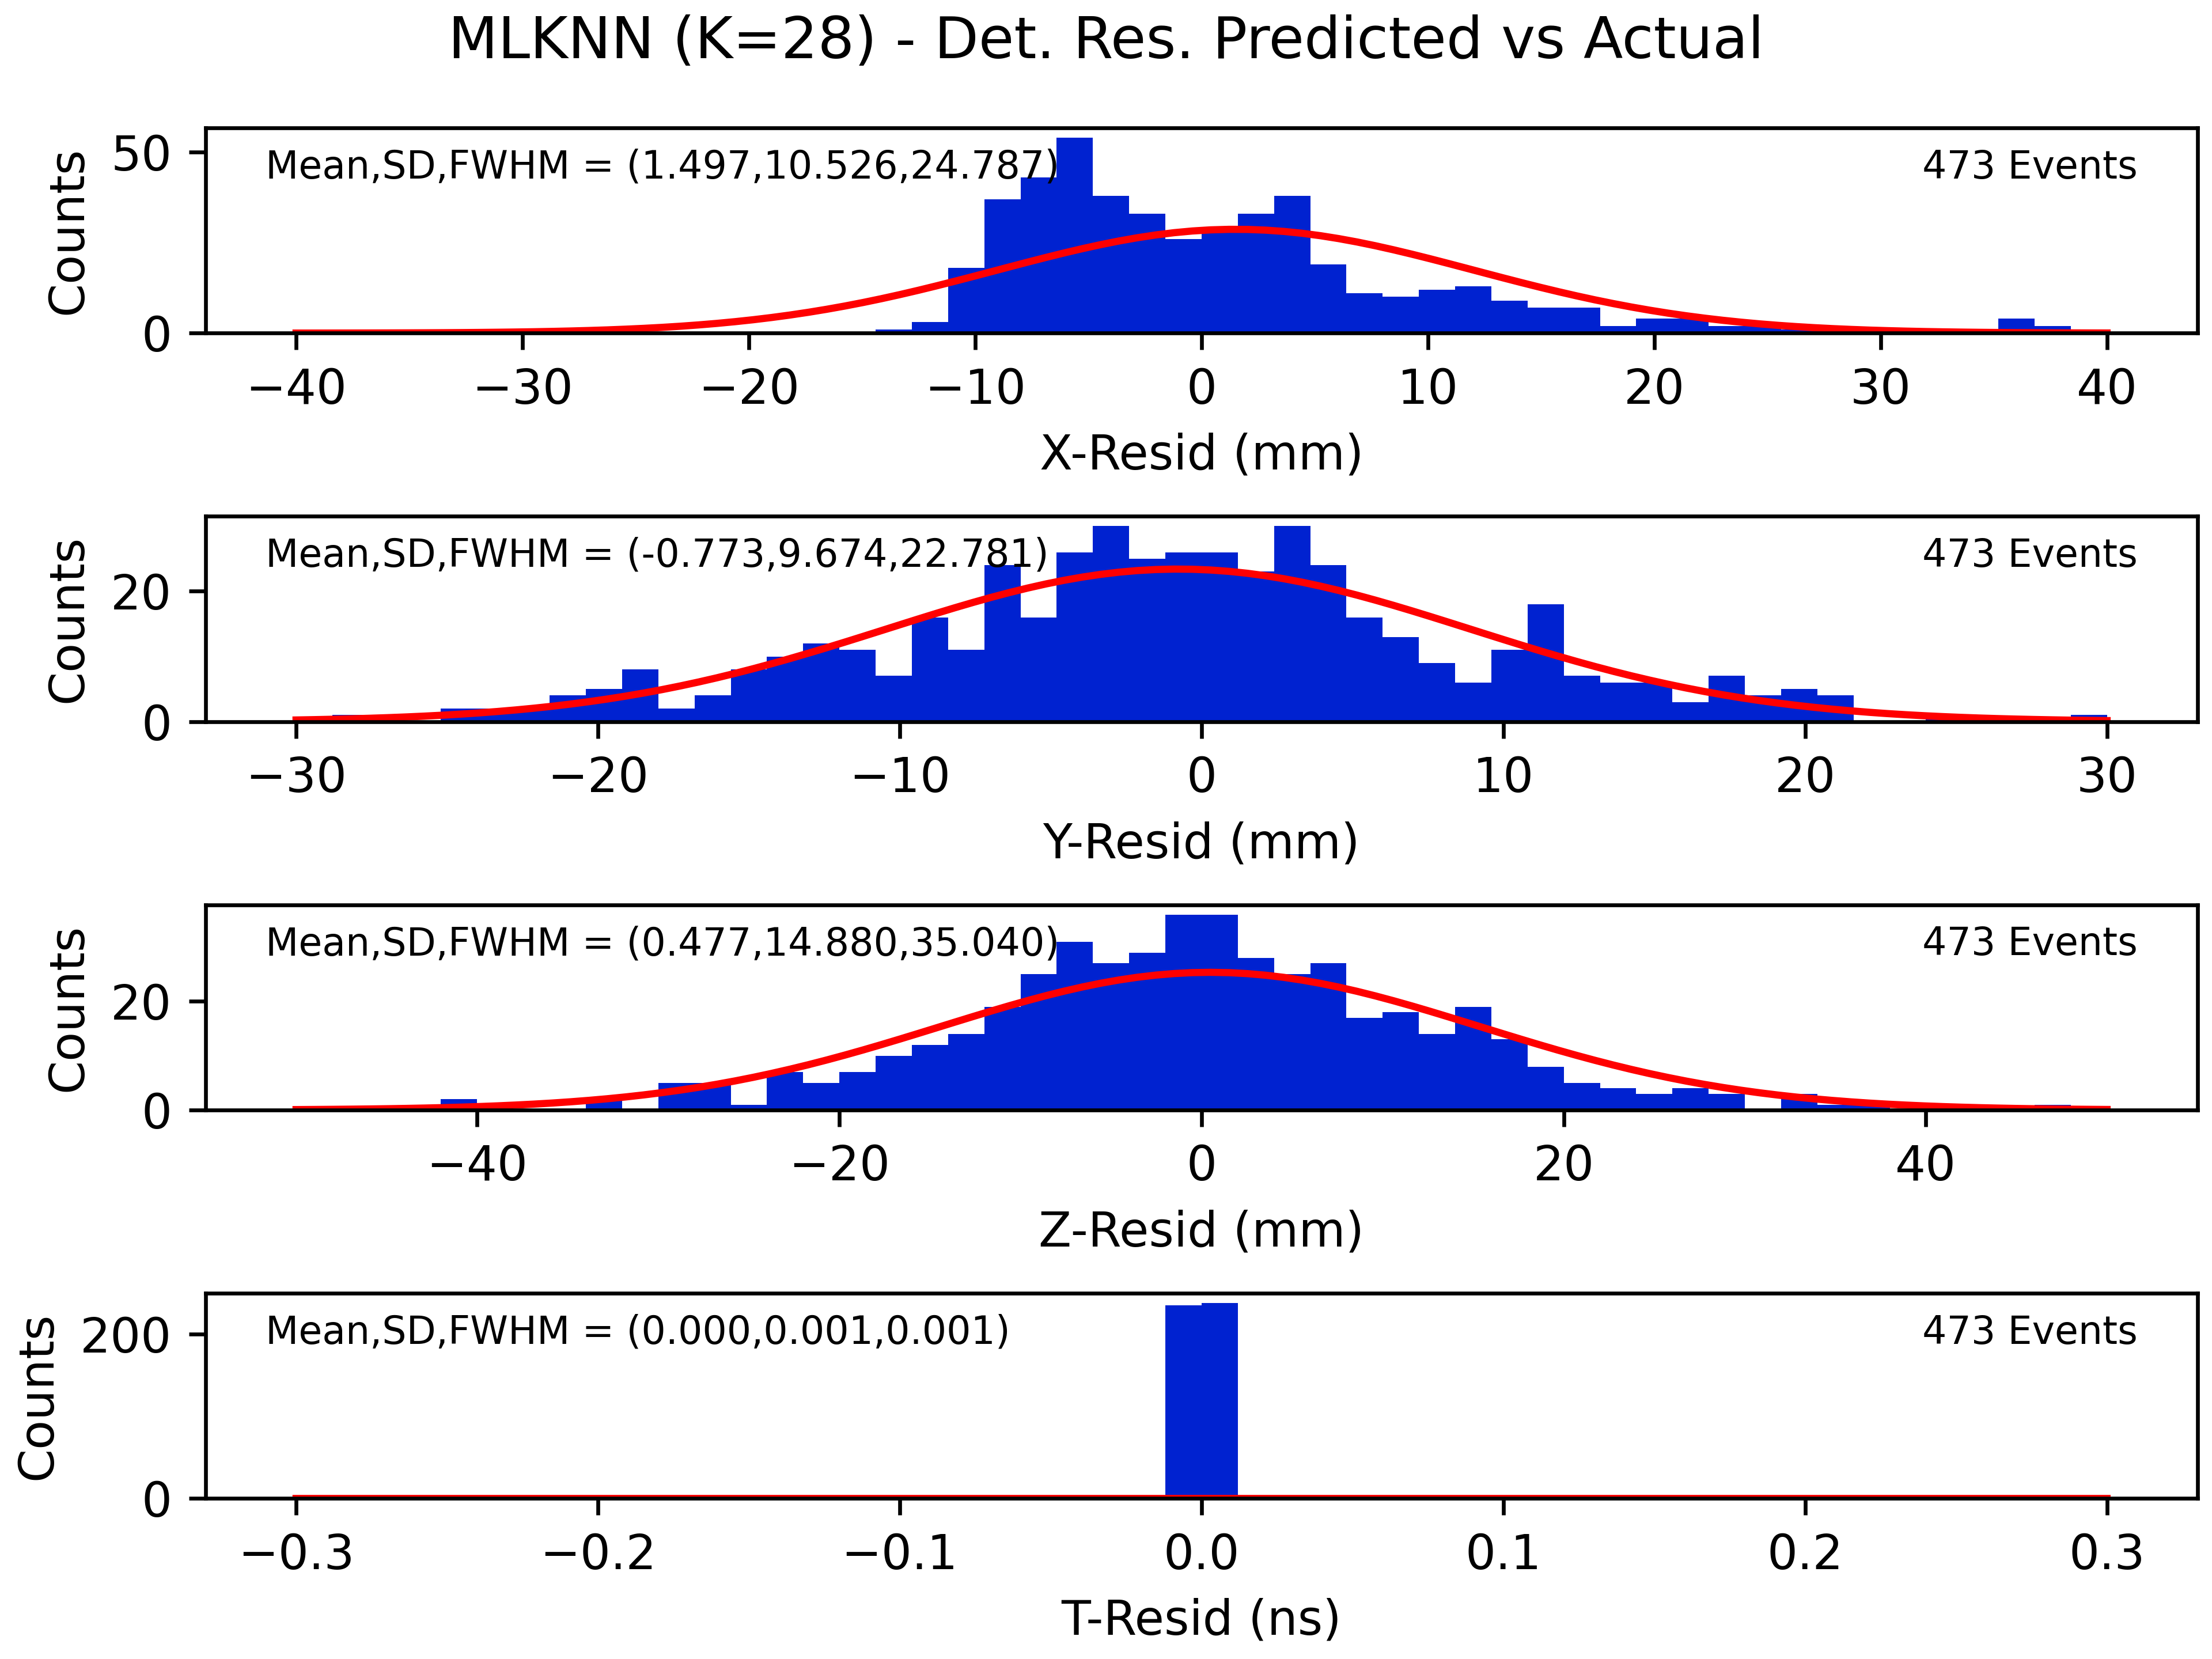 MLKNN (K=28) - Det. Res. Predicted vs Actual
Mean,SD,FWHM = (1.497,10.526,24.787)
473 Events
Counts
50
0
−40 −30 −20 −10 0 10 20 30 40
X-Resid (mm)
Mean,SD,FWHM = (-0.773,9.674,22.781)
473 Events
Counts
20
0
−30 −20 −10 0 10 20 30
Y-Resid (mm)
Mean,SD,FWHM = (0.477,14.880,35.040)
473 Events
Counts
20
0
−40 −20 0 20 40
Z-Resid (mm)
Mean,SD,FWHM = (0.000,0.001,0.001)
473 Events
Counts
200
0
−0.3 −0.2 −0.1 0.0 0.1 0.2 0.3
T-Resid (ns)